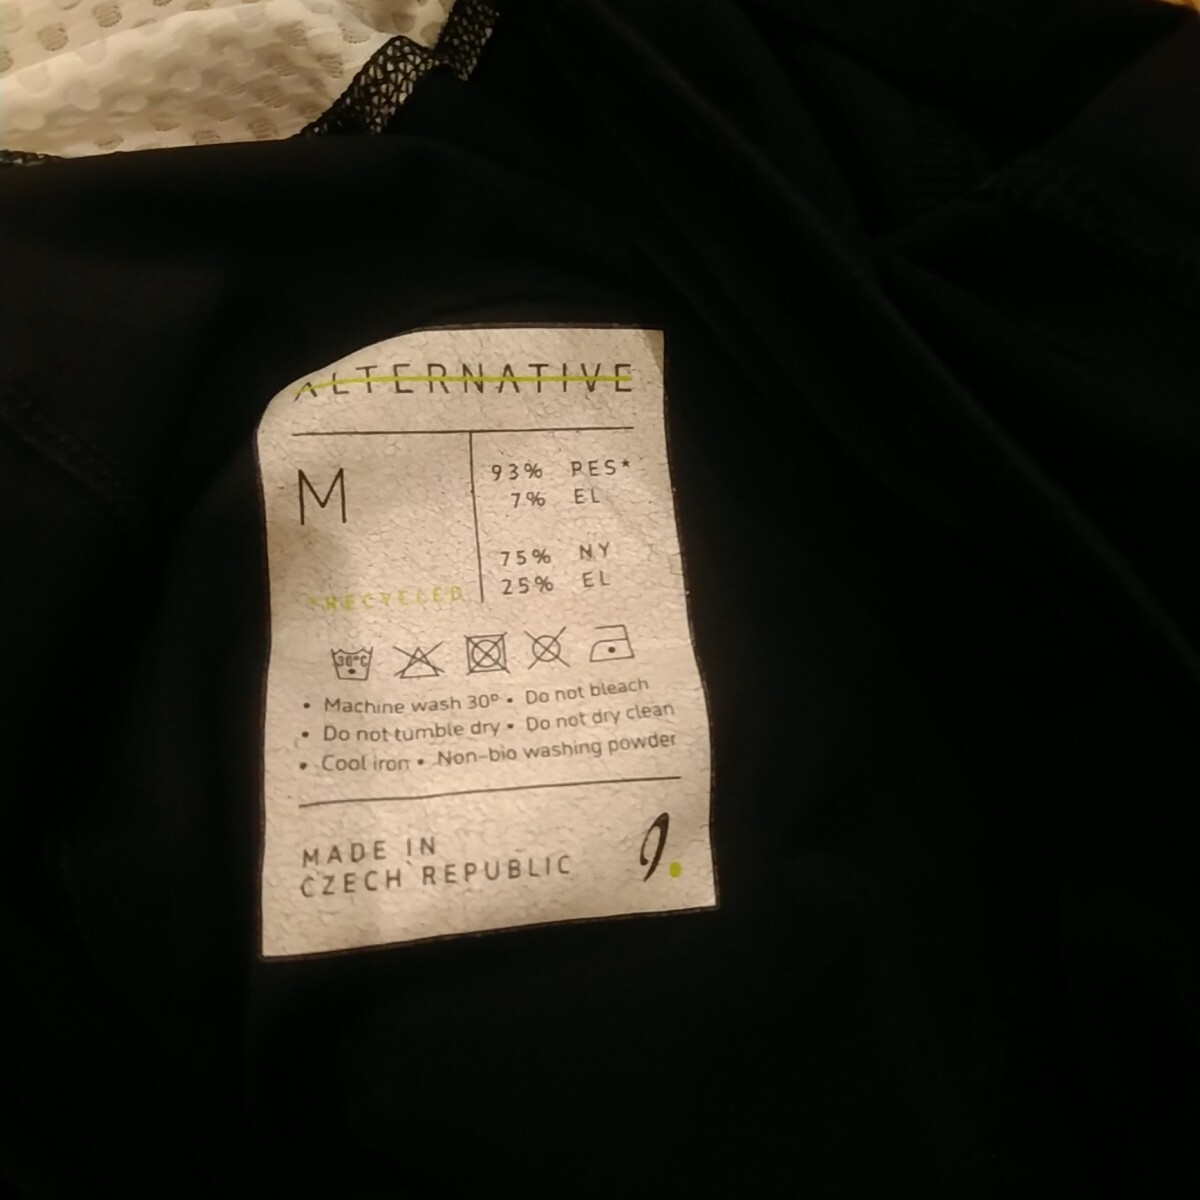 ALTERNATIVE
M
93% PES*
7% EL
75% NY
25% EL
*RECYCLED
30°C
• Machine wash 30° • Do not bleach
• Do not tumble dry • Do not dry clean
• Cool iron • Non-bio washing powder
MADE IN
CZECH REPUBLIC